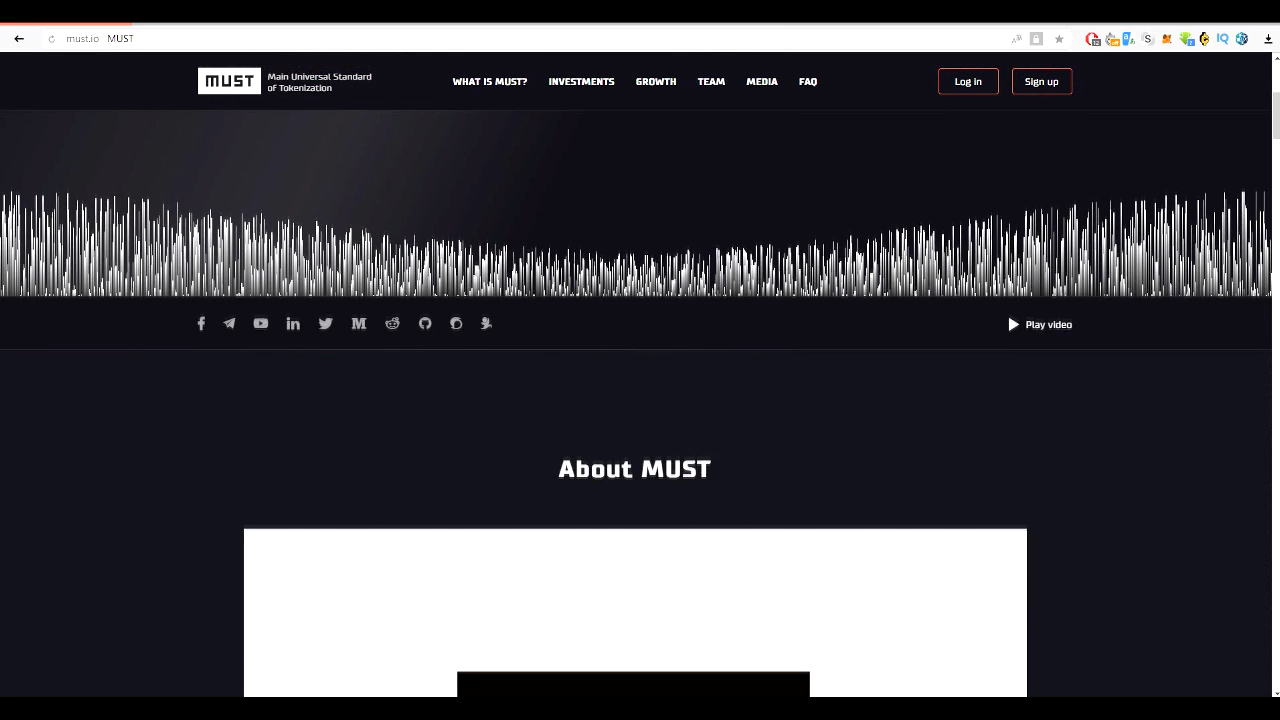 must.io MUST
MUST
Main Universal Standard
of Tokenization
WHAT IS MUST?
INVESTMENTS
GROWTH
TEAM
MEDIA
FAQ
Log in
Sign up
Play video
About MUST